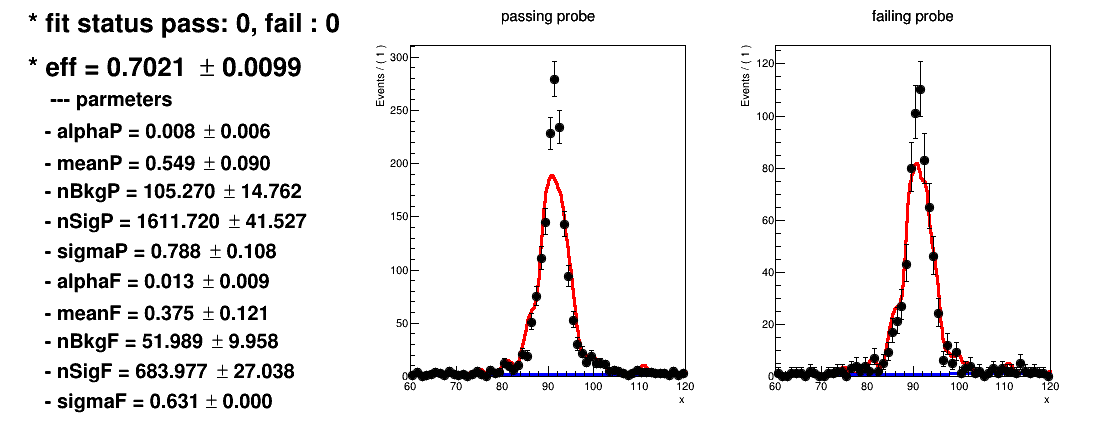 * fit status pass: 0, fail : 0
* eff = 0.7021 ± 0.0099
--- parmeters
- alphaP = 0.008 ± 0.006
- meanP = 0.549 ± 0.090
- nBkgP = 105.270 ± 14.762
- nSigP = 1611.720 ± 41.527
- sigmaP = 0.788 ± 0.108
- alphaF = 0.013 ± 0.009
- meanF = 0.375 ± 0.121
- nBkgF = 51.989 ± 9.958
- nSigF = 683.977 ± 27.038
- sigmaF = 0.631 ± 0.000
passing probe
Events / ( 1 )
300
250
200
150
100
50
0
60 70 80 90 100 110 120
x
failing probe
Events / ( 1 )
120
100
80
60
40
20
0
60 70 80 90 100 110 120
x